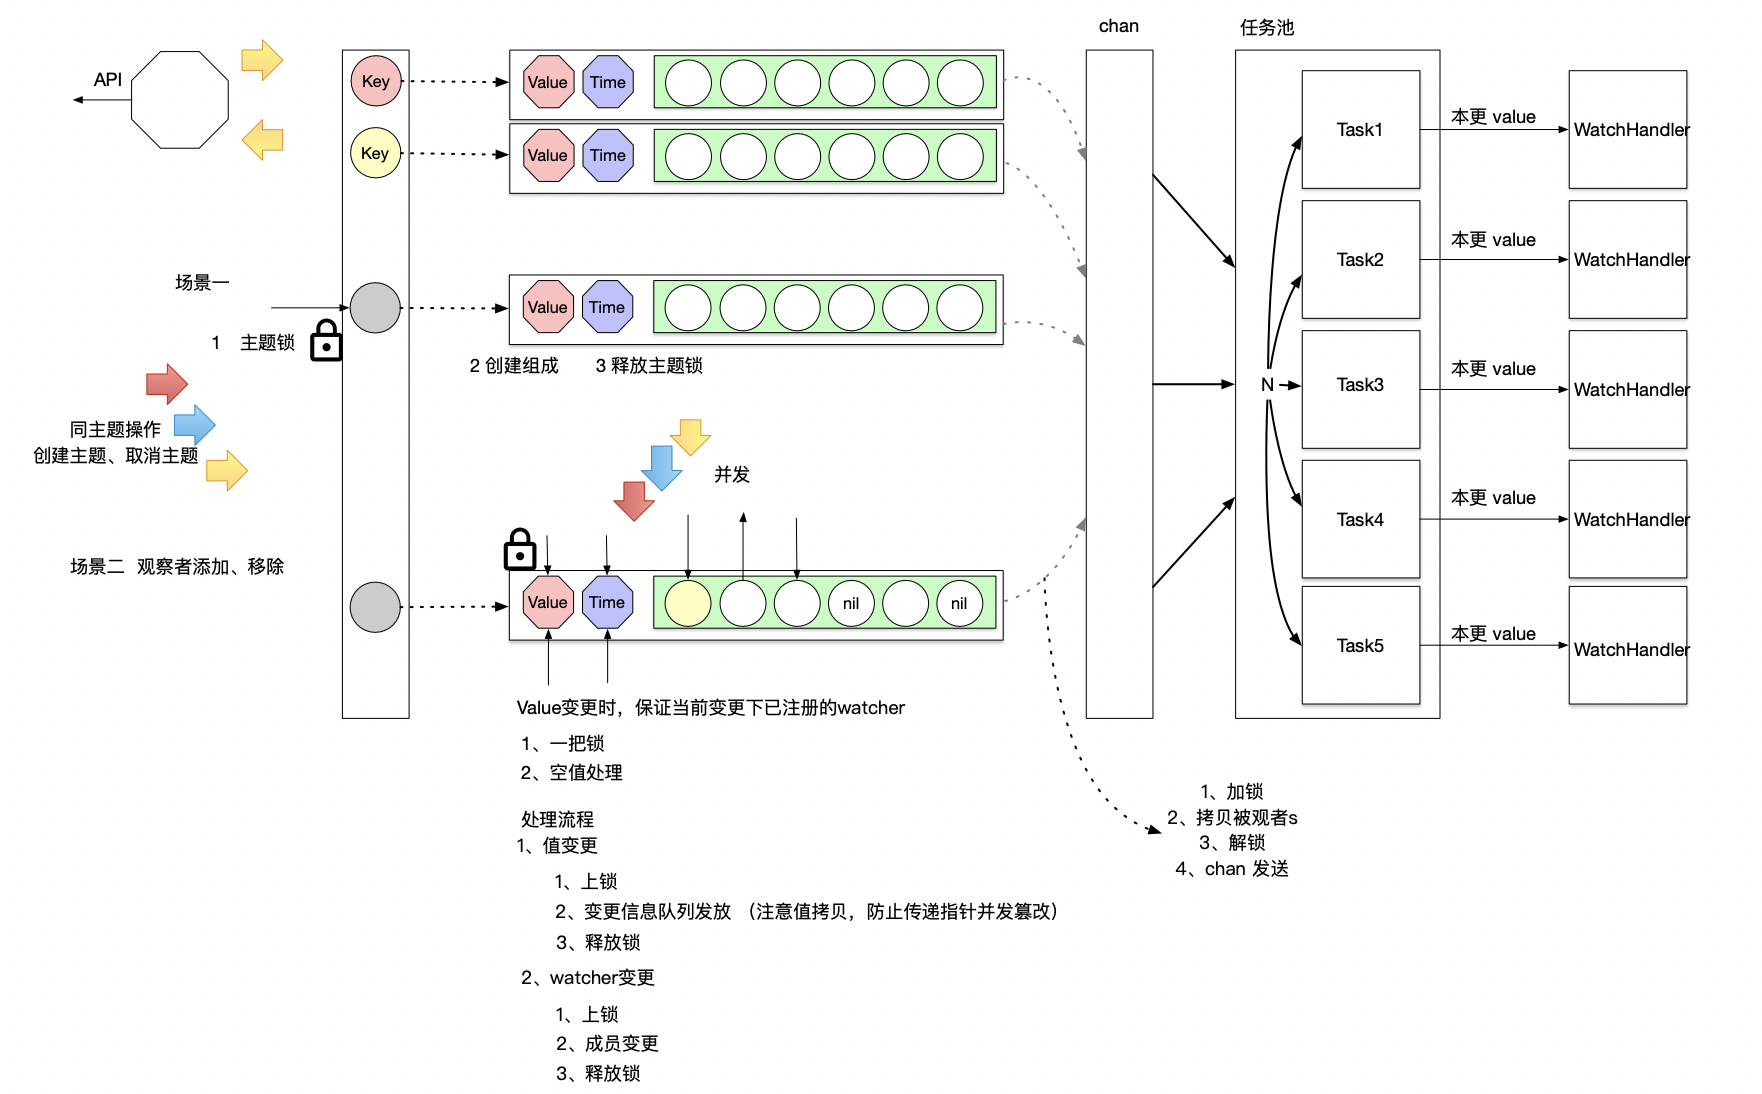 chan
任务池
API
Key
Value
Time
Key
Value
Time
Task1
本更 value
WatchHandler
Task2
本更 value
WatchHandler
场景一
1 主题锁
Value
Time
2 创建组成
3 释放主题锁
N
Task3
本更 value
WatchHandler
同主题操作
创建主题、取消主题
并发
Task4
本更 value
WatchHandler
场景二 观察者添加、移除
Value
Time
nil
nil
Task5
本更 value
WatchHandler
Value变更时，保证当前变更下已注册的watcher
1、一把锁
2、空值处理
处理流程
1、值变更
1、上锁
2、变更信息队列发放 （注意值拷贝，防止传递指针并发篡改）
3、释放锁
2、watcher变更
1、上锁
2、成员变更
3、释放锁
1、加锁
2、拷贝被观者s
3、解锁
4、chan 发送